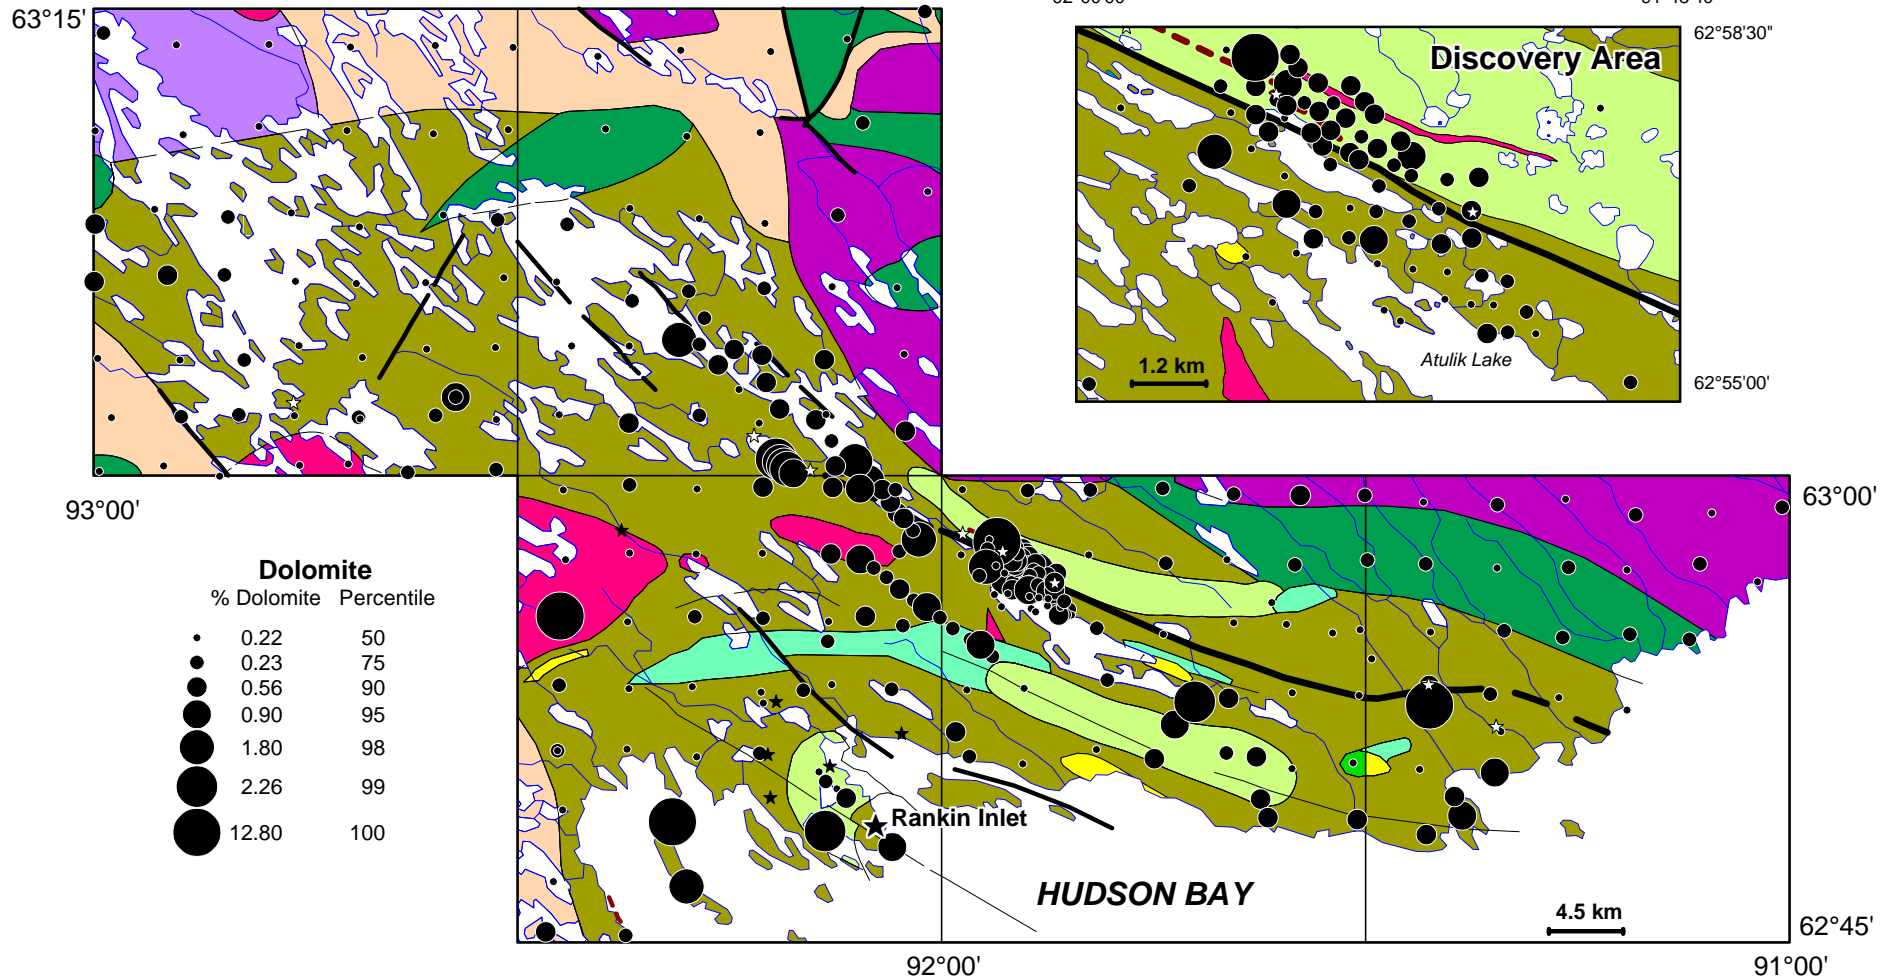 63°15'
62°58'30"
Discovery Area
1.2 km
Atulik Lake
62°55'00'
93°00'
63°00'
Dolomite
% Dolomite Percentile
0.22 50
0.23 75
0.56 90
0.90 95
1.80 98
2.26 99
12.80 100
Rankin Inlet
HUDSON BAY
4.5 km
62°45'
92°00'
91°00'